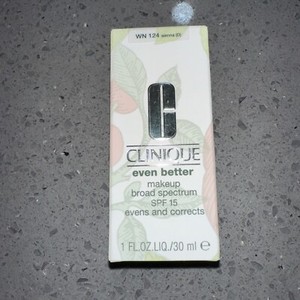 WN 124 sienna (D)
CLINIQUE
even better
makeup
broad spectrum
SPF 15
evens and corrects
1 FL.OZ.LIQ./30 ml e